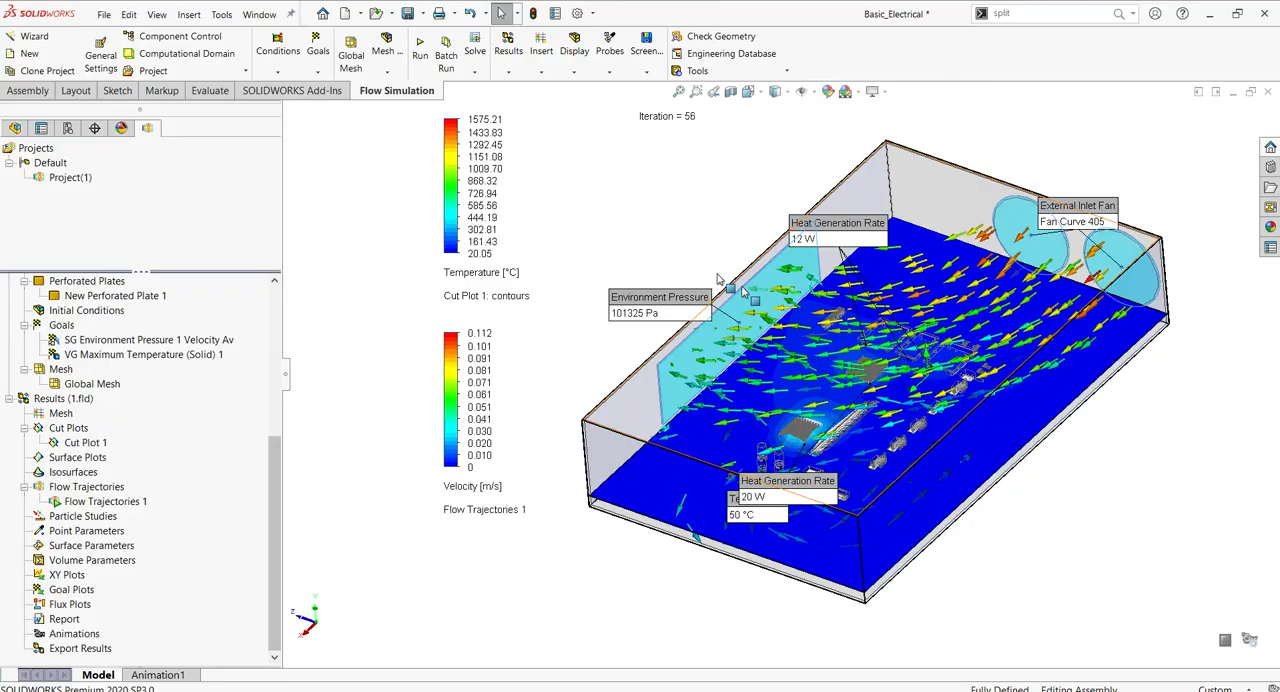 SOLIDWORKS File Edit View Insert Tools Window Basic_Electrical * split
Wizard
New
Clone Project
General Settings
Component Control
Computational Domain
Project
Conditions
Goals
Global Mesh
Mesh ...
Run
Batch Run
Solve
Results
Insert
Display
Probes
Screen...
Check Geometry
Engineering Database
Tools
Assembly Layout Sketch Markup Evaluate SOLIDWORKS Add-Ins Flow Simulation
Projects
Default
Project(1)
Perforated Plates
New Perforated Plate 1
Initial Conditions
Goals
SG Environment Pressure 1 Velocity Av
VG Maximum Temperature (Solid) 1
Mesh
Global Mesh
Results (1.fld)
Mesh
Cut Plots
Cut Plot 1
Surface Plots
Isosurfaces
Flow Trajectories
Flow Trajectories 1
Particle Studies
Point Parameters
Surface Parameters
Volume Parameters
XY Plots
Goal Plots
Flux Plots
Report
Animations
Export Results
Iteration = 56
1575.21
1433.83
1292.45
1151.08
1009.70
868.32
726.94
585.56
444.19
302.81
161.43
20.05
Temperature [°C]
Cut Plot 1: contours
0.112
0.101
0.091
0.081
0.071
0.061
0.051
0.041
0.030
0.020
0.010
0
Velocity [m/s]
Flow Trajectories 1
External Inlet Fan
Fan Curve 405
Heat Generation Rate
12 W
Environment Pressure
101325 Pa
Heat Generation Rate
20 W
Te
50 °C
Y
Z
X
Model Animation1
SOLIDWORKS Premium 2020 SP3.0 Fully Defined Editing Assembly Custom